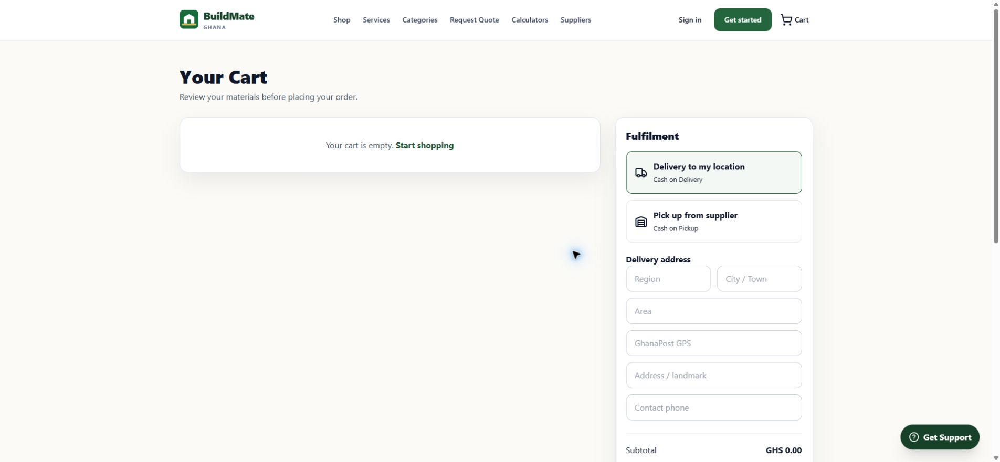 BuildMate
GHANA
Shop
Services
Categories
Request Quote
Calculators
Suppliers
Sign in
Get started
Cart
Your Cart
Review your materials before placing your order.
Your cart is empty. Start shopping
Fulfilment
Delivery to my location
Cash on Delivery
Pick up from supplier
Cash on Pickup
Delivery address
Region
City / Town
Area
GhanaPost GPS
Address / landmark
Contact phone
Subtotal
GHS 0.00
Get Support